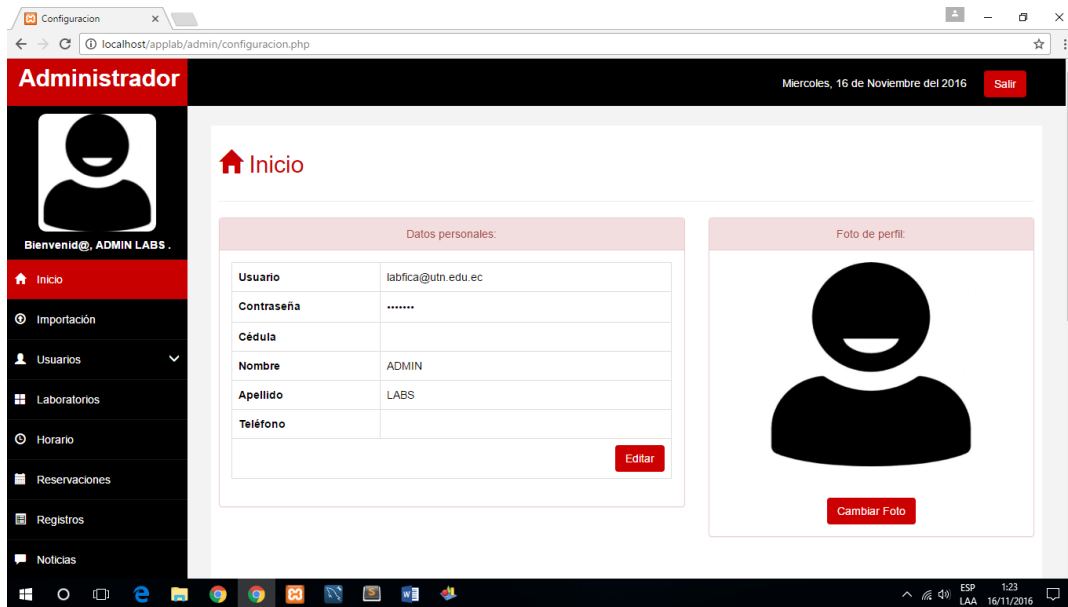 Configuracion
localhost/applab/admin/configuracion.php
Administrador
Miercoles, 16 de Noviembre del 2016
Salir
Bienvenid@, ADMIN LABS .
Inicio
Importación
Usuarios
Laboratorios
Horario
Reservaciones
Registros
Noticias
Inicio
Datos personales:
Usuario labfica@utn.edu.ec
Contraseña •••••••
Cédula
Nombre ADMIN
Apellido LABS
Teléfono
Editar
Foto de perfil:
Cambiar Foto
ESP
LAA
1:23
16/11/2016